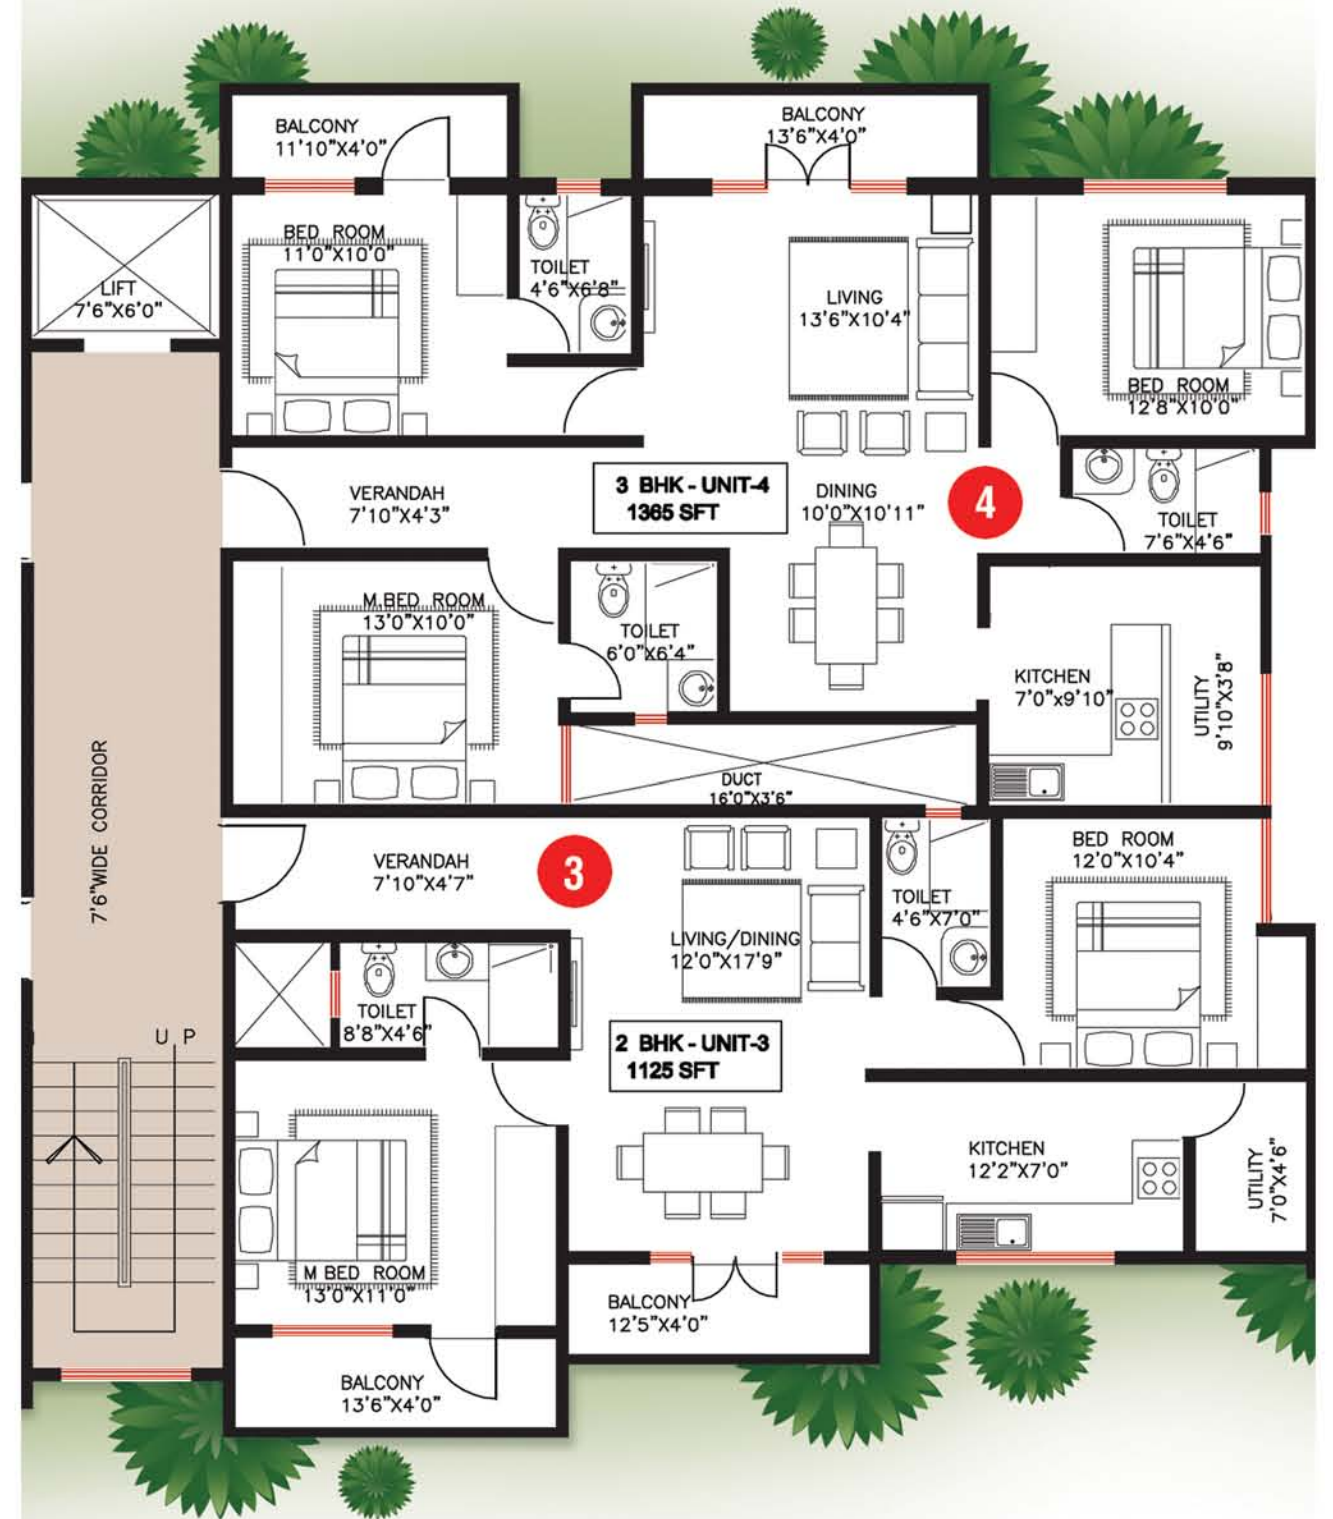 BALCONY
11'10"X4'0"
BALCONY
13'6"X4'0"
LIFT
7'6"X6'0"
BED ROOM
11'0"X10'0"
TOILET
4'6"X6'8"
LIVING
13'6"X10'4"
BED ROOM
12'8"X10'0"
VERANDAH
7'10"X4'3"
3 BHK - UNIT-4
1365 SFT
DINING
10'0"X10'11"
4
TOILET
7'6"X4'6"
M.BED ROOM
13'0"X10'0"
TOILET
6'0"X6'4"
KITCHEN
7'0"x9'10"
UTILITY
9'10"X3'8"
DUCT
16'0"X3'6"
7'6"WIDE CORRIDOR
VERANDAH
7'10"X4'7"
3
LIVING/DINING
12'0"X17'9"
TOILET
4'6"X7'0"
BED ROOM
12'0"X10'4"
TOILET
8'8"X4'6"
2 BHK - UNIT-3
1125 SFT
UP
KITCHEN
12'2"X7'0"
UTILITY
7'0"X4'6"
M BED ROOM
13'0"X11'0"
BALCONY
12'5"X4'0"
BALCONY
13'6"X4'0"